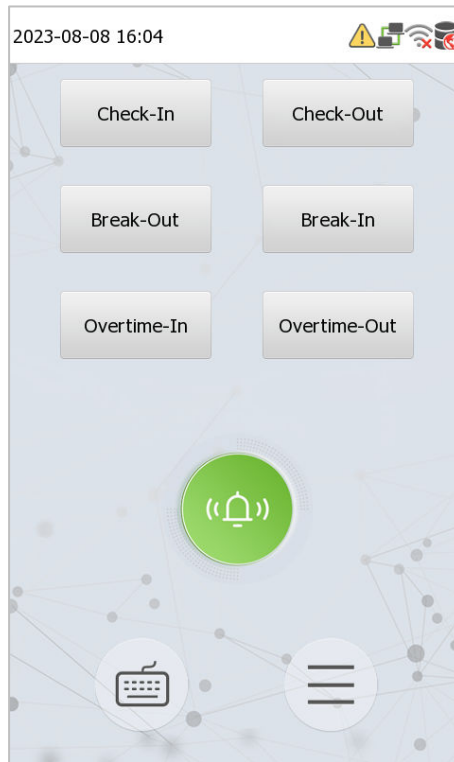 2023-08-08 16:04
Check-In
Check-Out
Break-Out
Break-In
Overtime-In
Overtime-Out